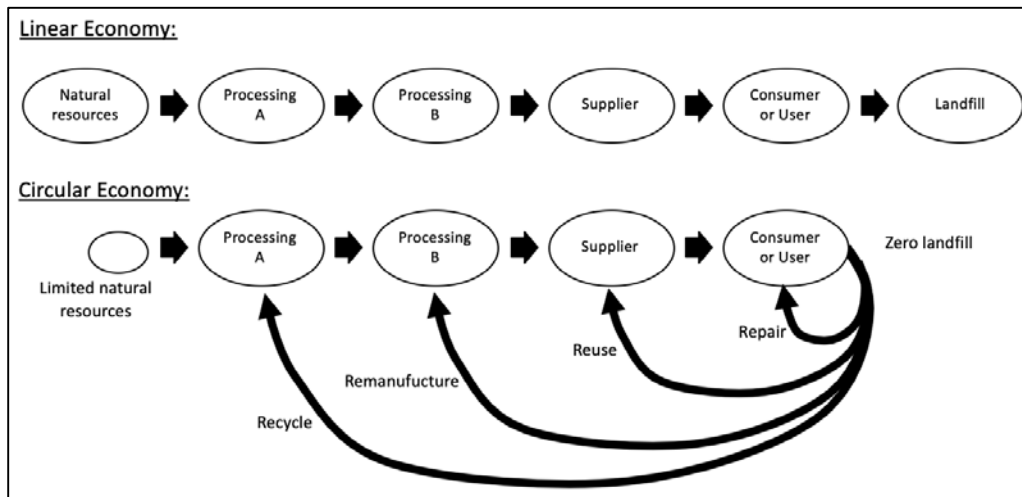 Linear Economy:
Natural
resources
Processing
A
Processing
B
Supplier
Consumer
or User
Landfill
Circular Economy:
Limited natural
resources
Processing
A
Processing
B
Supplier
Consumer
or User
Zero landfill
Repair
Reuse
Remanufucture
Recycle